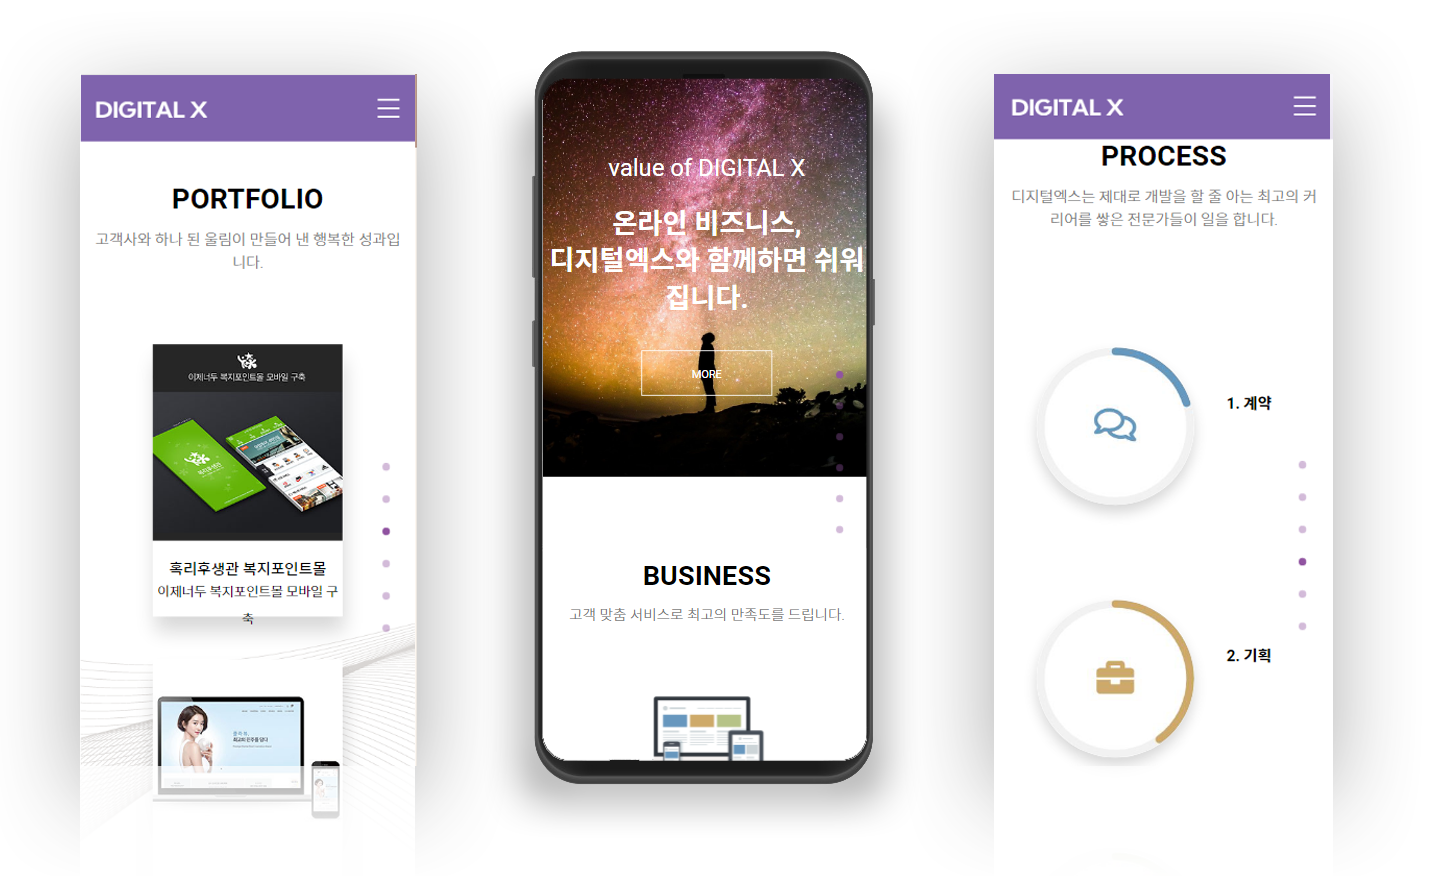 DIGITAL X
PORTFOLIO
고객사와 하나 된 울림이 만들어 낸 행복한 성과입
니다.
이제너두 복지포인트몰 모바일 구축
복리후생관
혹리후생관 복지포인트몰
이제너두 복지포인트몰 모바일 구
축
value of DIGITAL X
온라인 비즈니스,
디지털엑스와 함께하면 쉬워
집니다.
MORE
BUSINESS
고객 맞춤 서비스로 최고의 만족도를 드립니다.
DIGITAL X
PROCESS
디지털엑스는 제대로 개발을 할 줄 아는 최고의 커
리어를 쌓은 전문가들이 일을 합니다.
1. 계약
2. 기획